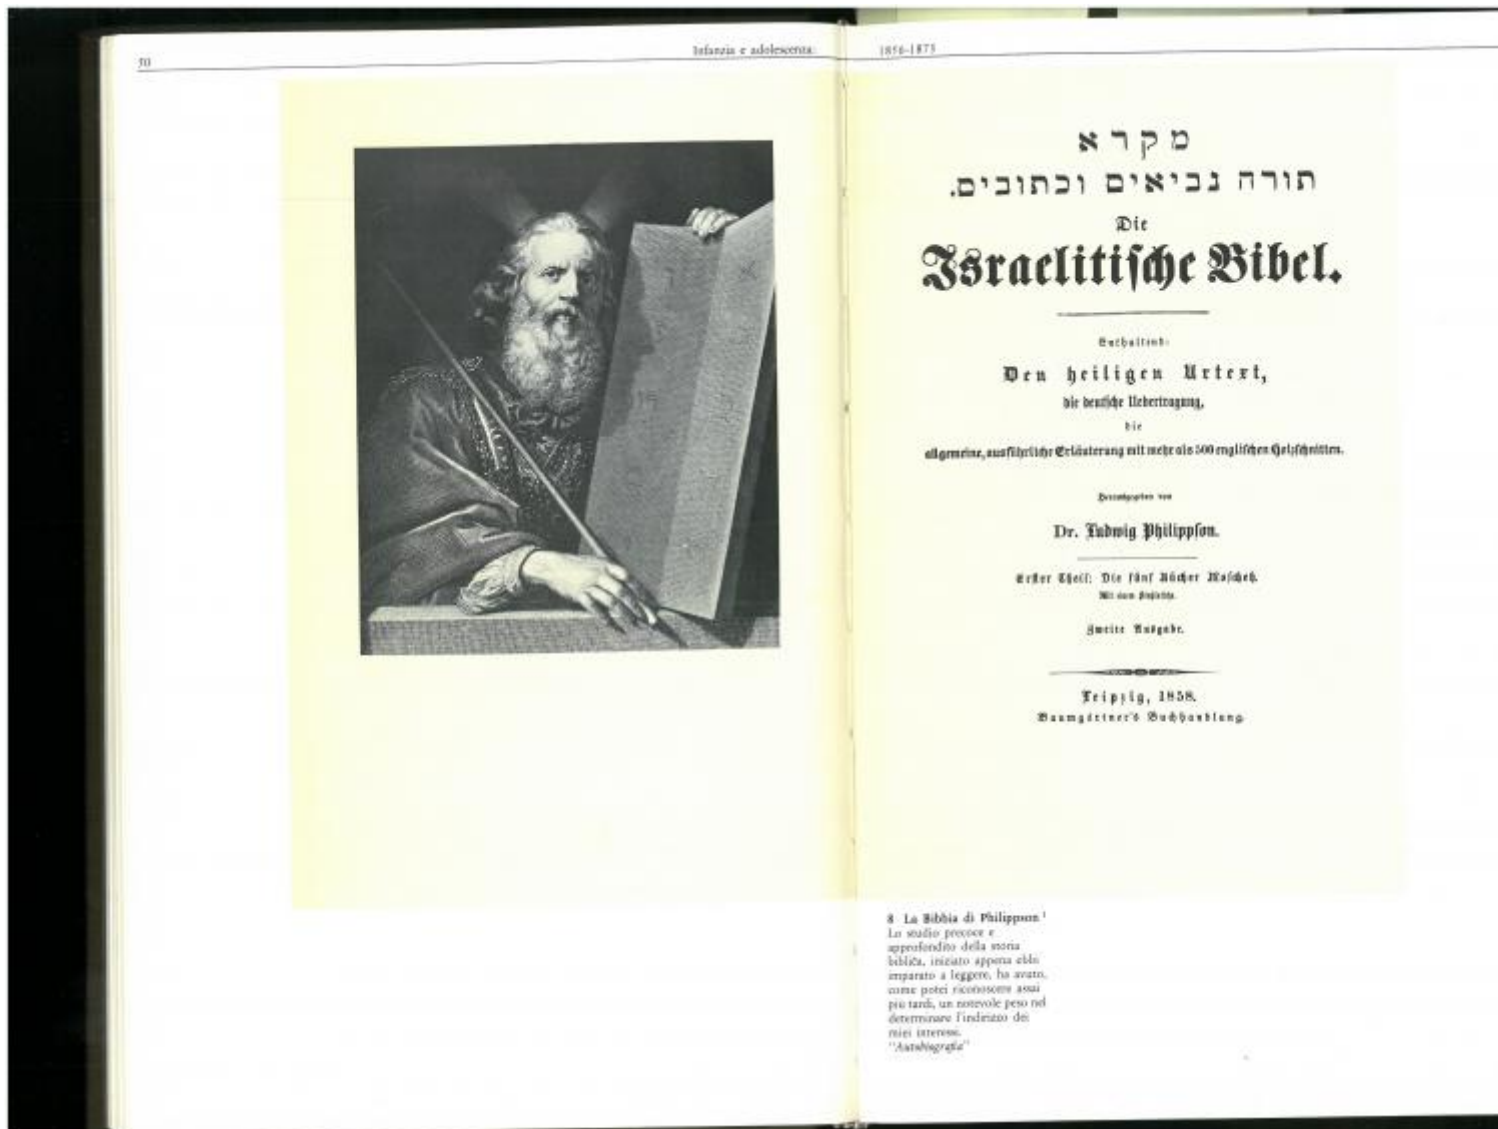 50
Infanzia e adolescenza:
1856-1873
מקרא
תורה נביאים וכתובים.
Die
Israelitische Bibel.
Enthaltend:
Den heiligen Urtext,
die deutsche Uebertragung,
die
allgemeine, ausführliche Erläuterung mit mehr als 500 englischen Holzschnitten.
Herausgegeben von
Dr. Ludwig Philippson.
Erster Theil: Die fünf Bücher Moscheh.
Zweite Ausgabe.
Leipzig, 1858.
Baumgärtner's Buchhandlung.
8 La Bibbia di Philippson¹
Lo studio precoce e
approfondito della storia
biblica, iniziato appena ebbi
imparato a leggere, ha avuto,
come potei riconoscere assai
più tardi, un notevole peso nel
determinare l'indirizzo dei
miei interessi.
"Autobiografia"